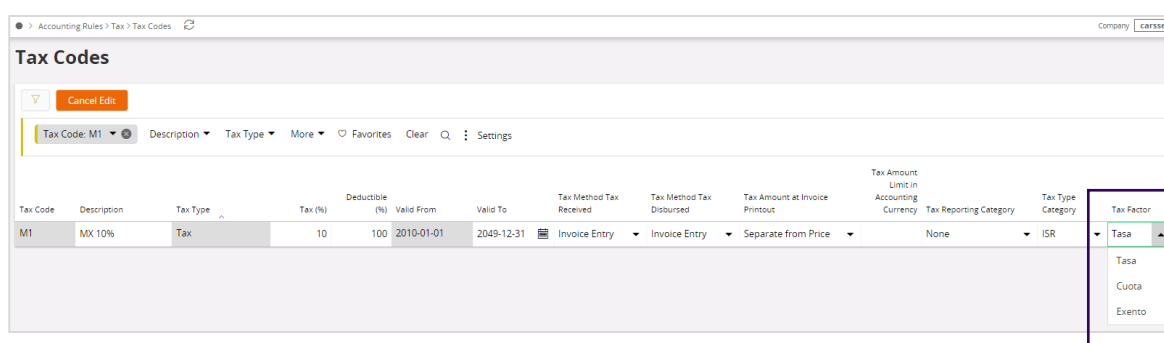 > Accounting Rules > Tax > Tax Codes
Company
Tax Codes
Cancel Edit
Tax Code: M1 Description Tax Type More Favorites Clear Settings
Tax Amount
Limit in
Deductible Tax Method Tax Tax Method Tax Tax Amount at Invoice Accounting Tax Type
Tax Code Description Tax Type Tax (%) (%) Valid From Valid To Received Disbursed Printout Currency Tax Reporting Category Category Tax Factor
M1 MX 10% Tax 10 100 2010-01-01 2049-12-31 Invoice Entry Invoice Entry Separate from Price None ISR Tasa
Tasa
Cuota
Exento